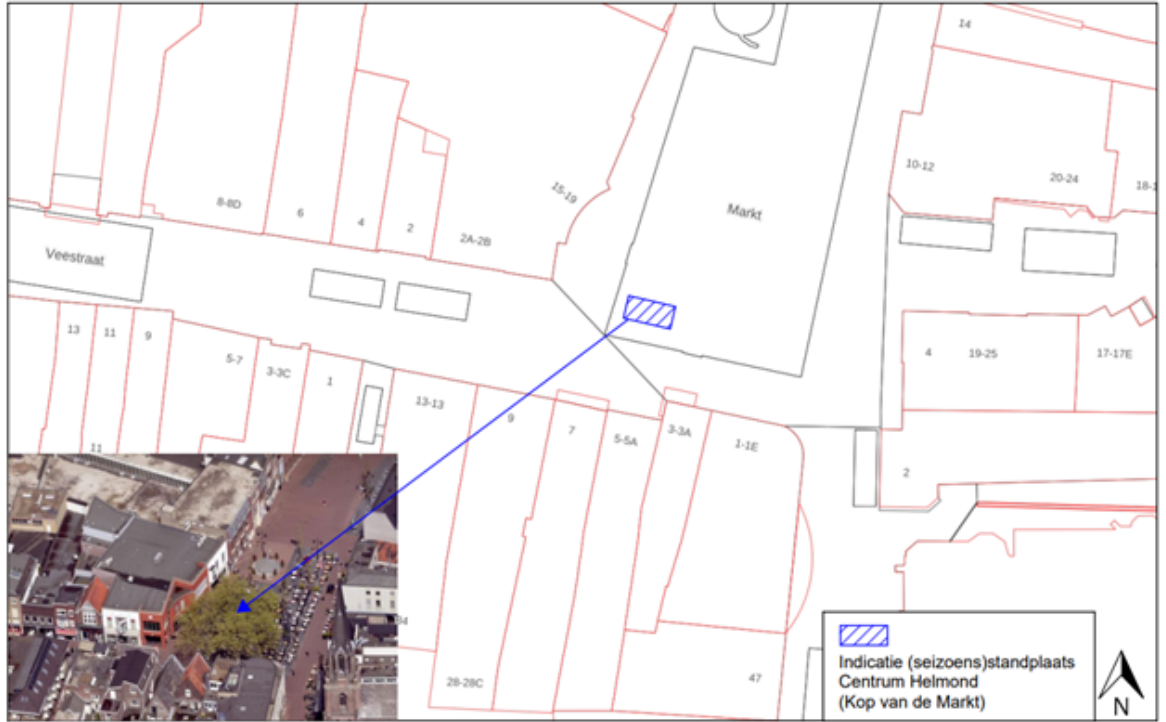 14
10-12
20-24
18-1
15-19
Markt
8-8D
6
4
2
2A-2B
Veestraat
13
11
9
5-7
3-3C
1
13-13
9
7
5-5A
3-3A
1-1E
4
19-25
17-17E
2
11
34
28-28C
47
Indicatie (seizoens)standplaats
Centrum Helmond
(Kop van de Markt)
N